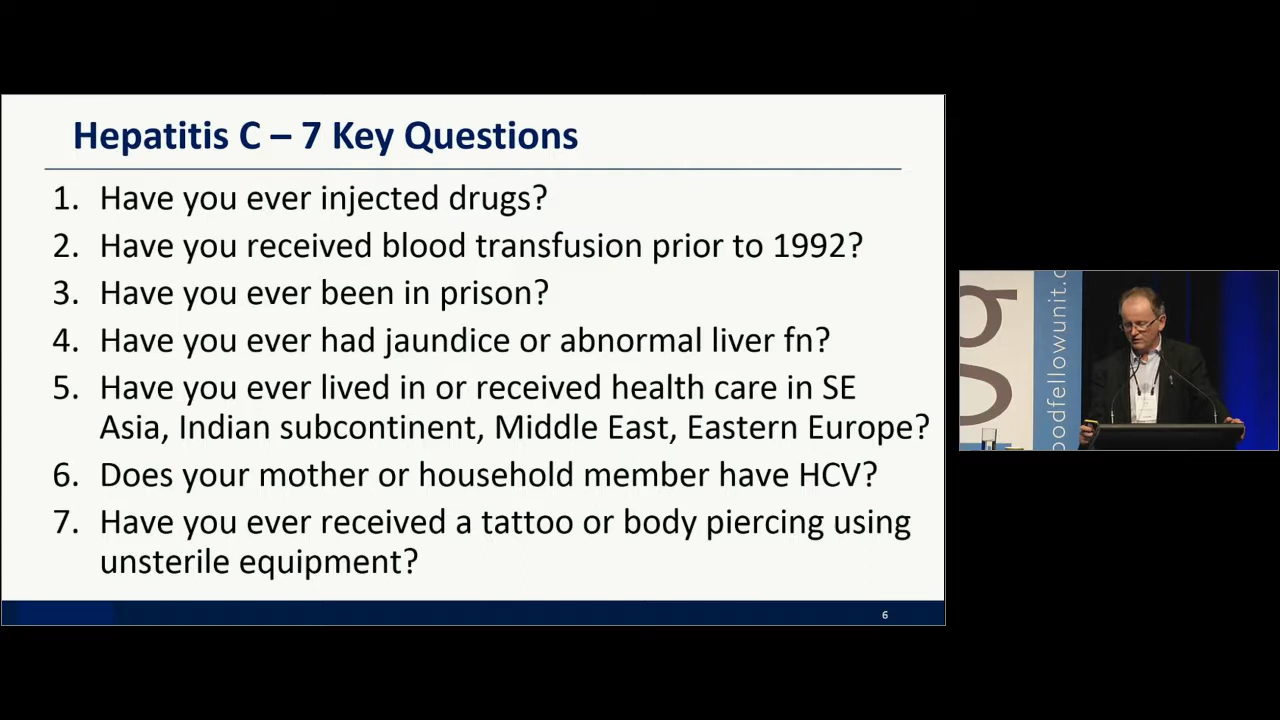 Hepatitis C – 7 Key Questions
1. Have you ever injected drugs?
2. Have you received blood transfusion prior to 1992?
3. Have you ever been in prison?
4. Have you ever had jaundice or abnormal liver fn?
5. Have you ever lived in or received health care in SE
Asia, Indian subcontinent, Middle East, Eastern Europe?
6. Does your mother or household member have HCV?
7. Have you ever received a tattoo or body piercing using
unsterile equipment?
6
g
oodfellowunit.c